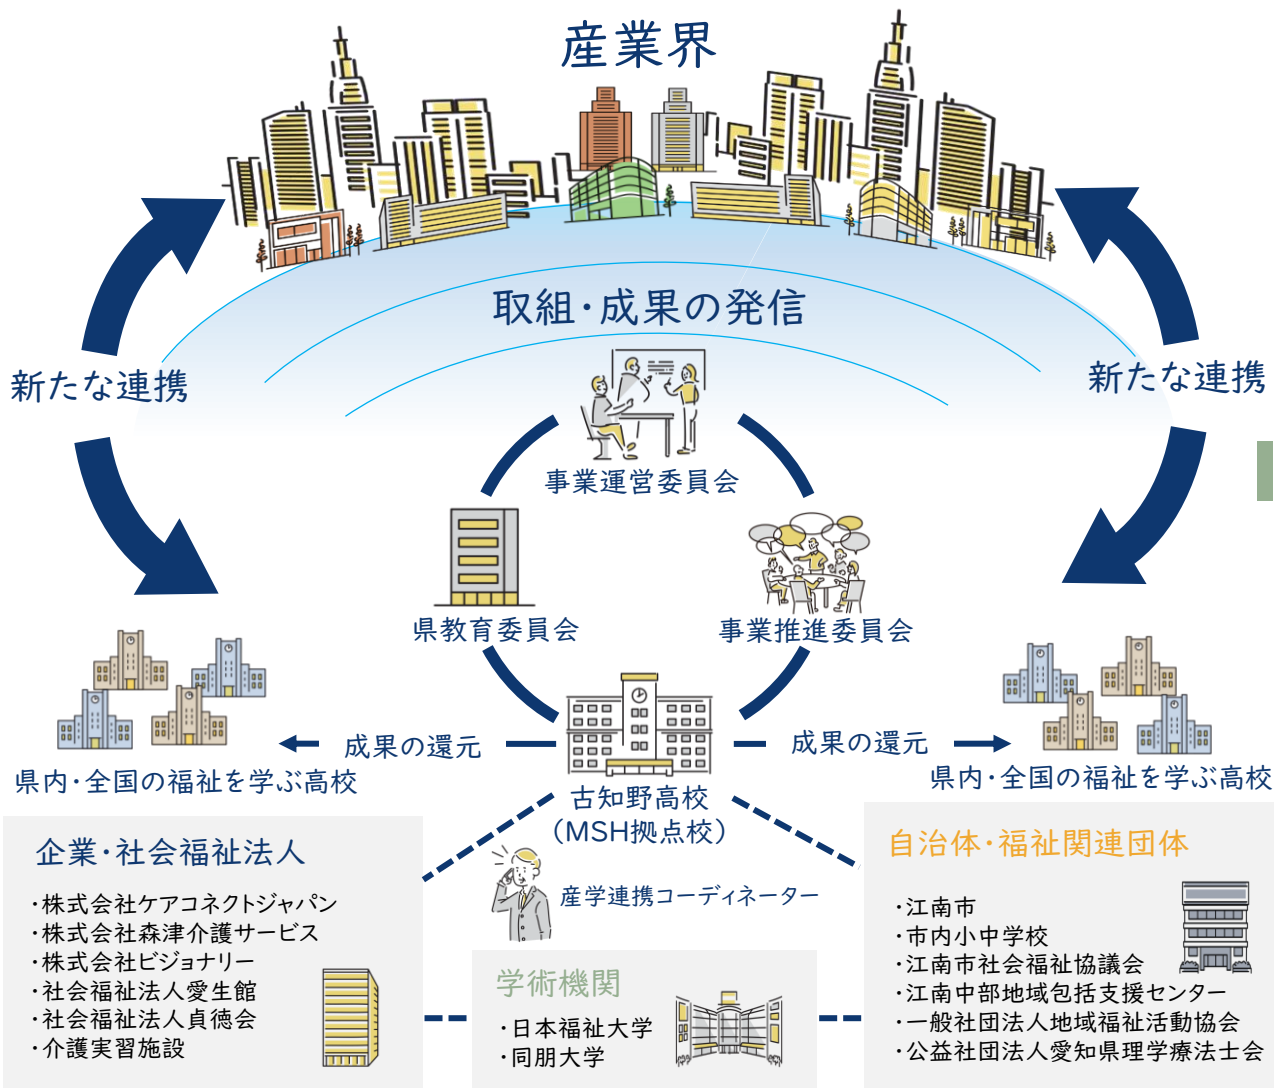 産業界
取組・成果の発信
新たな連携
新たな連携
事業運営委員会
県教育委員会
事業推進委員会
成果の還元
成果の還元
県内・全国の福祉を学ぶ高校
県内・全国の福祉を学ぶ高校
古知野高校
（MSH拠点校）
産学連携コーディネーター
企業・社会福祉法人
・株式会社ケアコネクトジャパン
・株式会社森津介護サービス
・株式会社ビジョナリー
・社会福祉法人愛生館
・社会福祉法人貞徳会
・介護実習施設
学術機関
・日本福祉大学
・同朋大学
自治体・福祉関連団体
・江南市
・市内小中学校
・江南市社会福祉協議会
・江南中部地域包括支援センター
・一般社団法人地域福祉活動協会
・公益社団法人愛知県理学療法士会